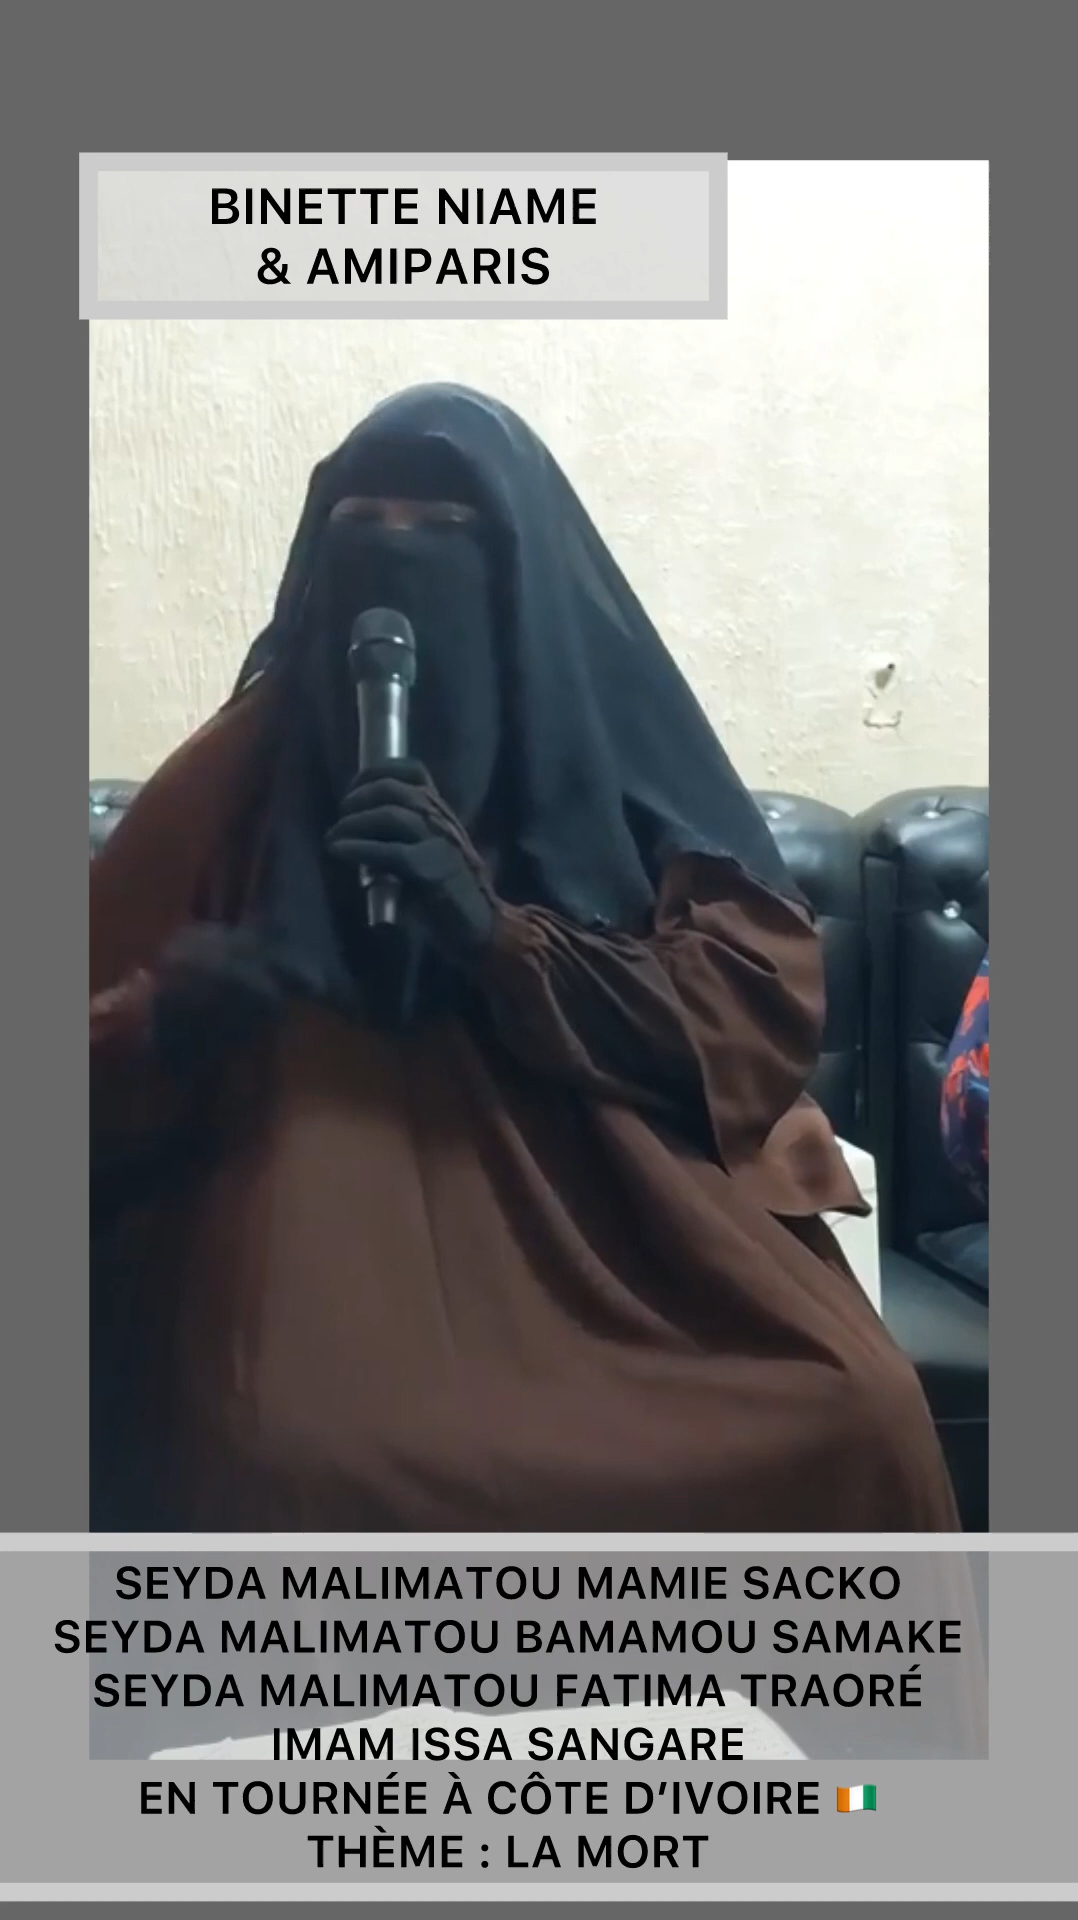 BINETTE NIAME
& AMIPARIS
SEYDA MALIMATOU MAMIE SACKO
SEYDA MALIMATOU BAMAMOU SAMAKE
SEYDA MALIMATOU FATIMA TRAORÉ
IMAM ISSA SANGARE
EN TOURNÉE À CÔTE D’IVOIRE 🇨🇮
THÈME : LA MORT